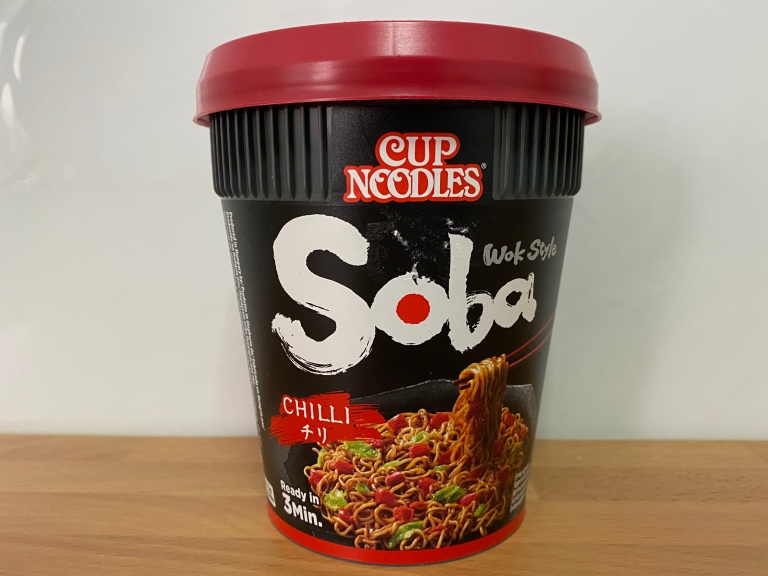 CUP
NOODLES®
Soba
Wok Style
CHILLI
チリ
Ready in
3Min.